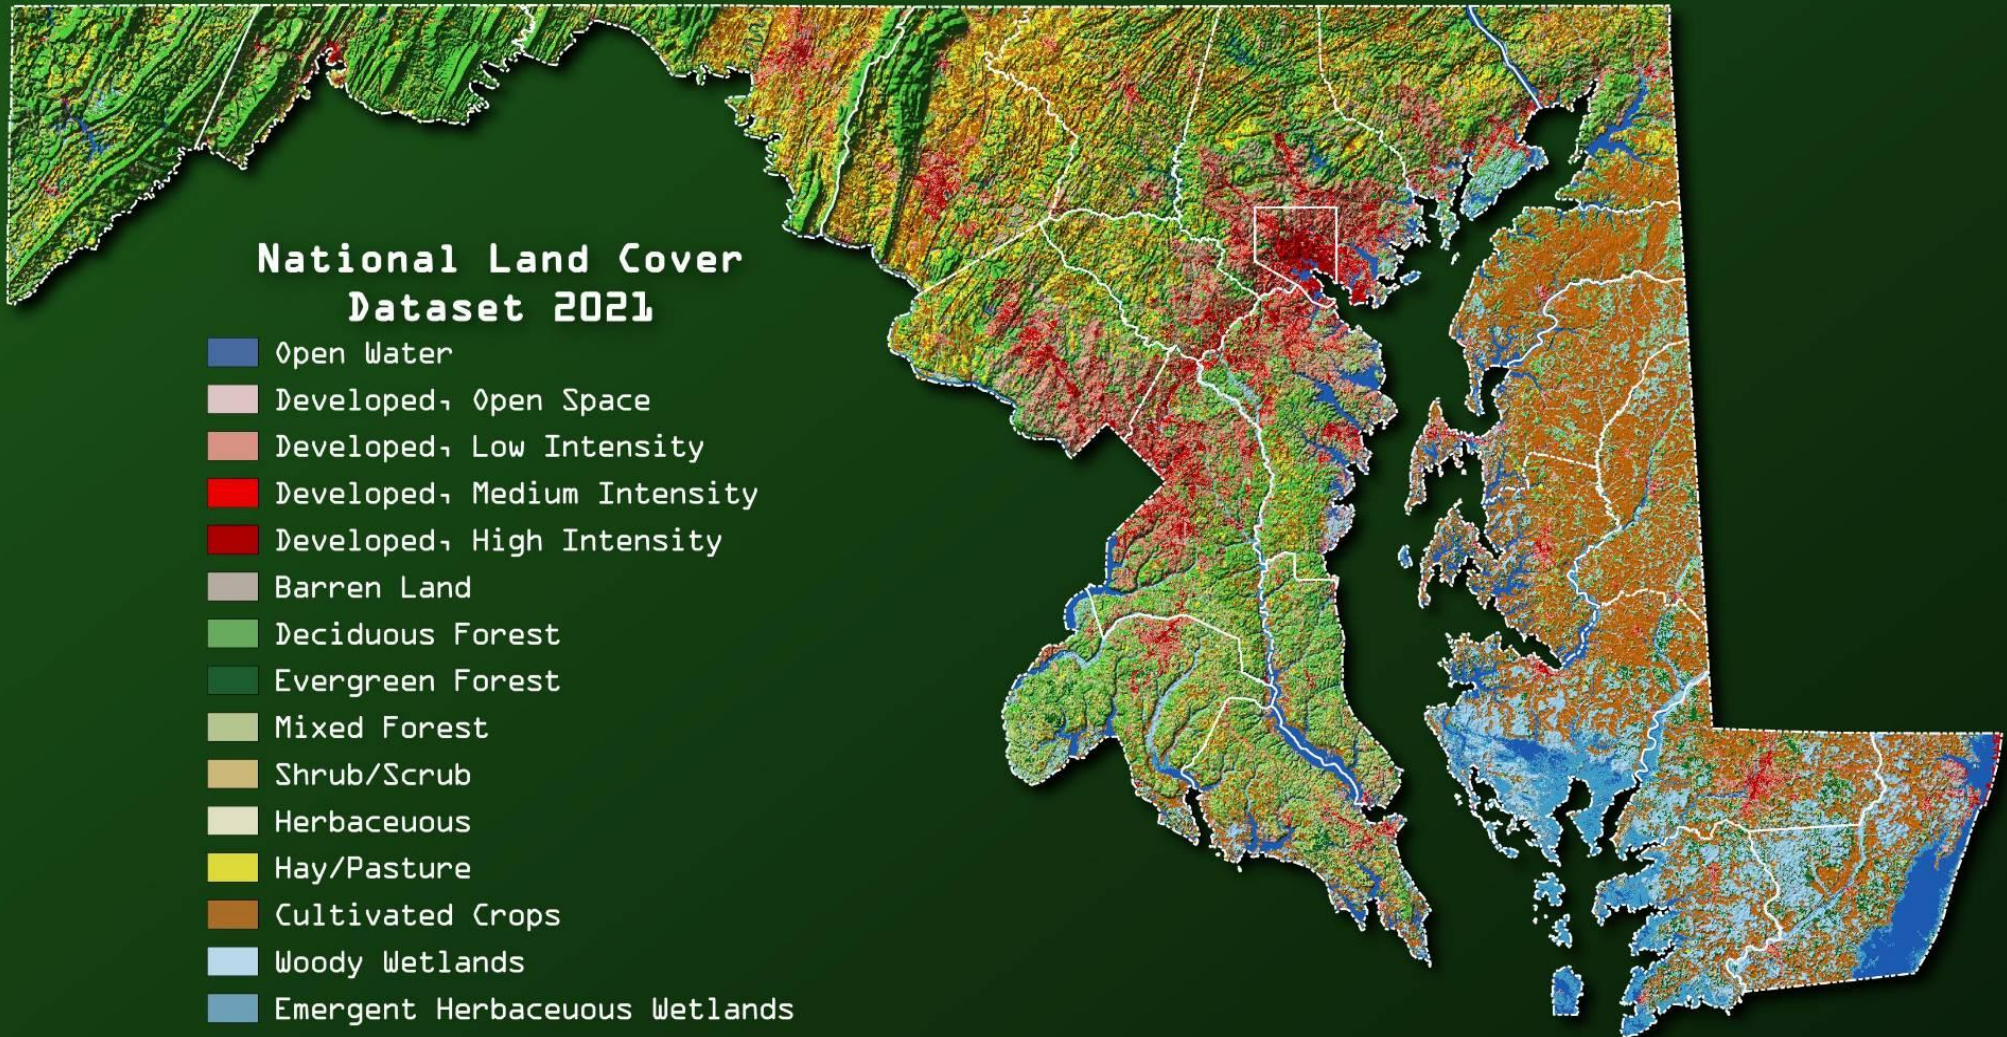 National Land Cover
Dataset 2021
Open Water
Developed, Open Space
Developed, Low Intensity
Developed, Medium Intensity
Developed, High Intensity
Barren Land
Deciduous Forest
Evergreen Forest
Mixed Forest
Shrub/Scrub
Herbaceuous
Hay/Pasture
Cultivated Crops
Woody Wetlands
Emergent Herbaceuous Wetlands